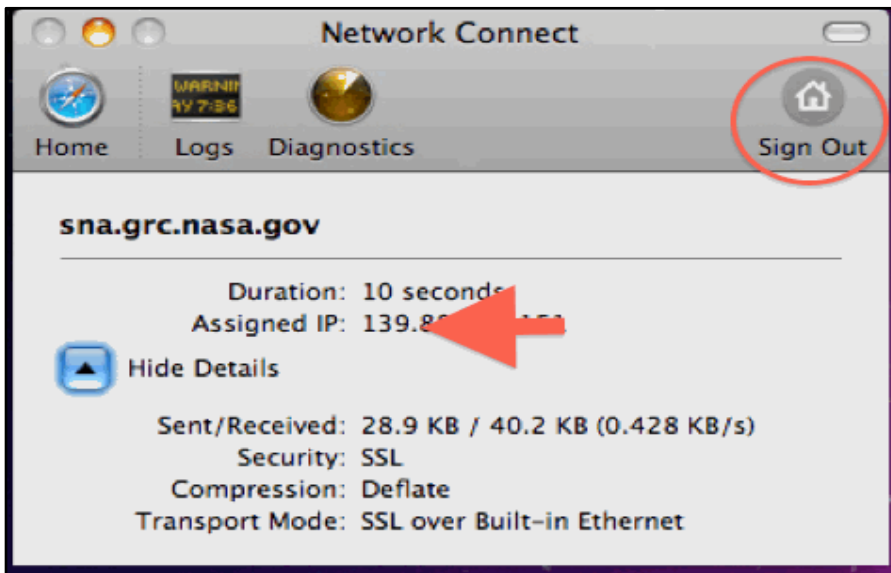 Network Connect
WARNIN
AY 7:36
Home
Logs
Diagnostics
Sign Out
sna.grc.nasa.gov
Duration: 10 seconds
Assigned IP:
Hide Details
Sent/Received: 28.9 KB / 40.2 KB (0.428 KB/s)
Security: SSL
Compression: Deflate
Transport Mode: SSL over Built-in Ethernet